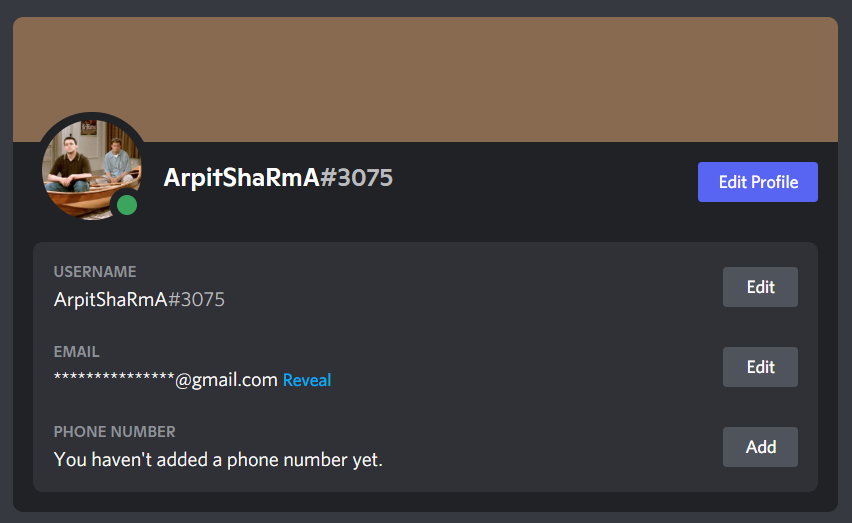 ArpitShaRmA#3075
Edit Profile
USERNAME
ArpitShaRmA#3075
Edit
EMAIL
***************@gmail.com Reveal
Edit
PHONE NUMBER
You haven't added a phone number yet.
Add